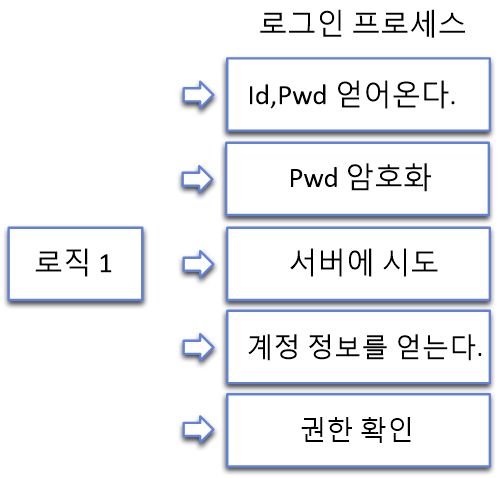 로그인 프로세스
Id,Pwd 얻어온다.
Pwd 암호화
로직 1
서버에 시도
계정 정보를 얻는다.
권한 확인